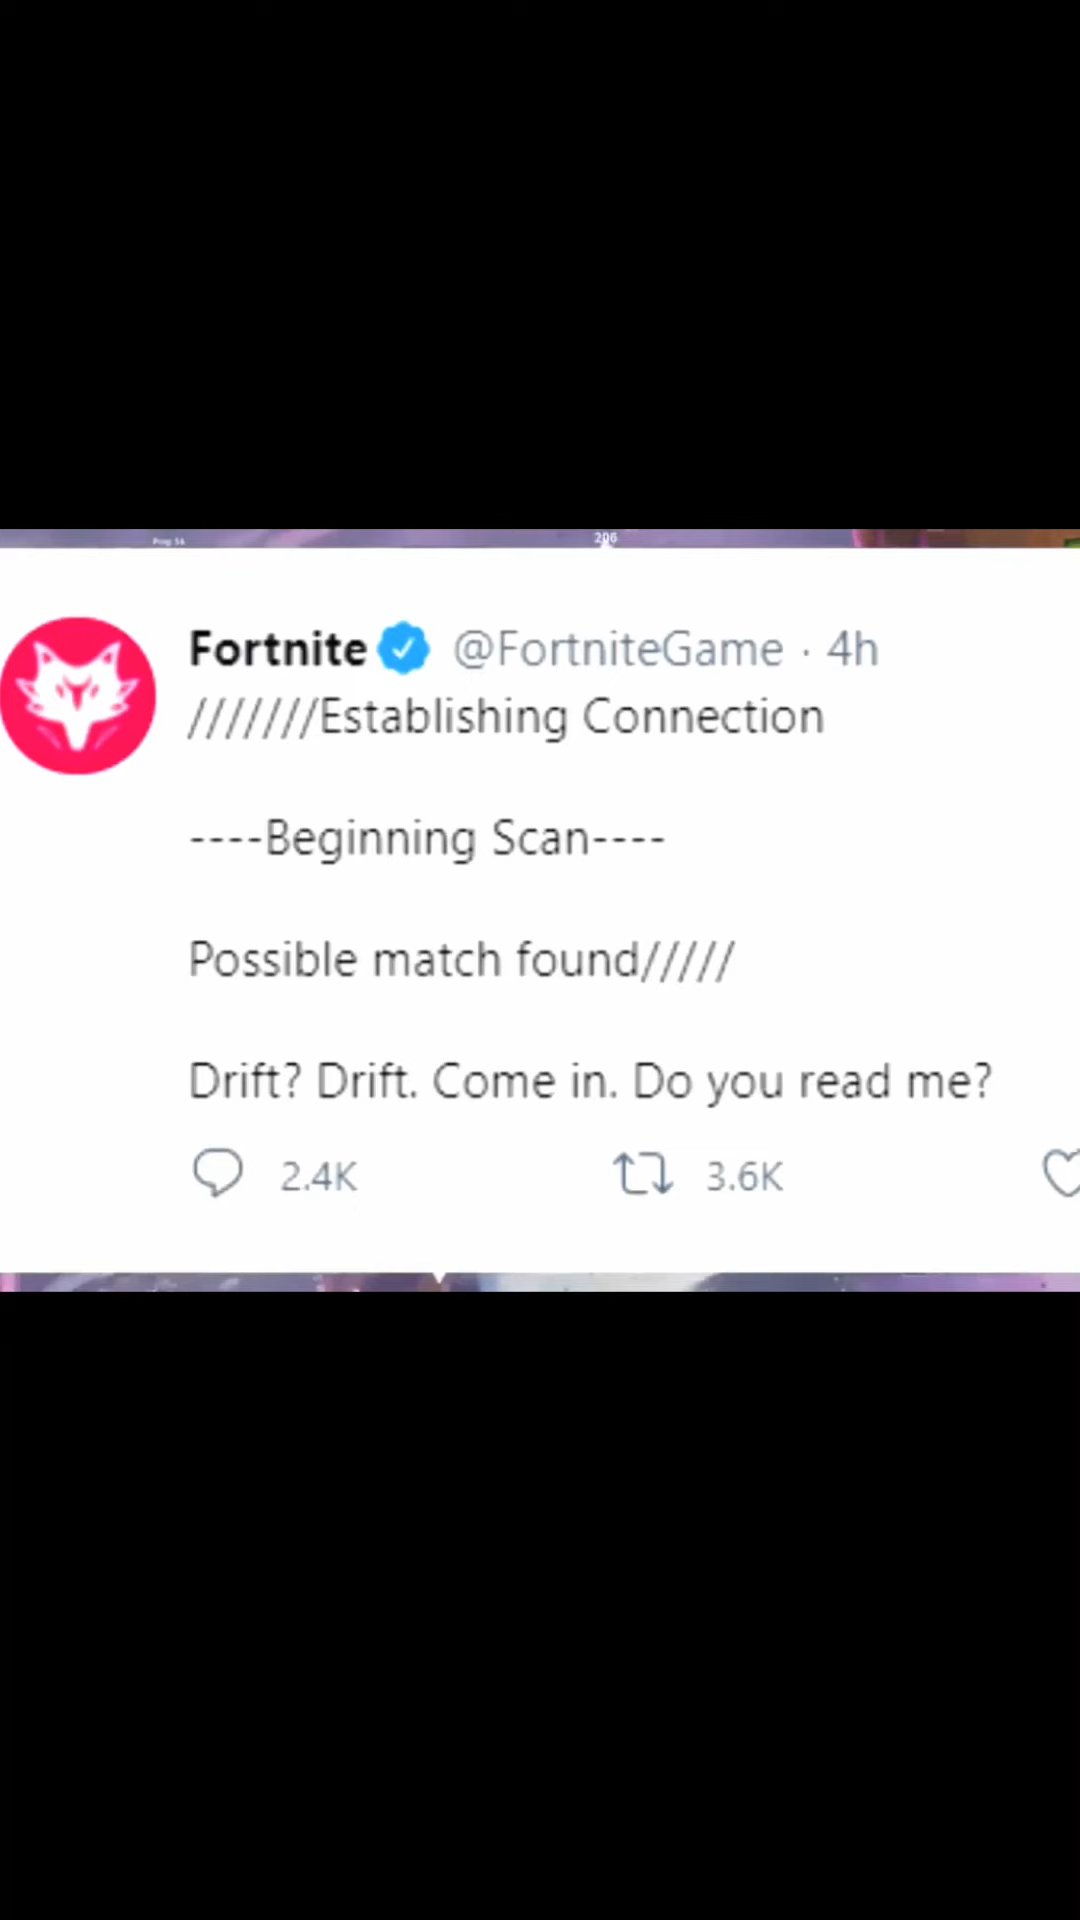 206
Fortnite @FortniteGame · 4h
///////Establishing Connection
----Beginning Scan----
Possible match found/////
Drift? Drift. Come in. Do you read me?
2.4K 3.6K